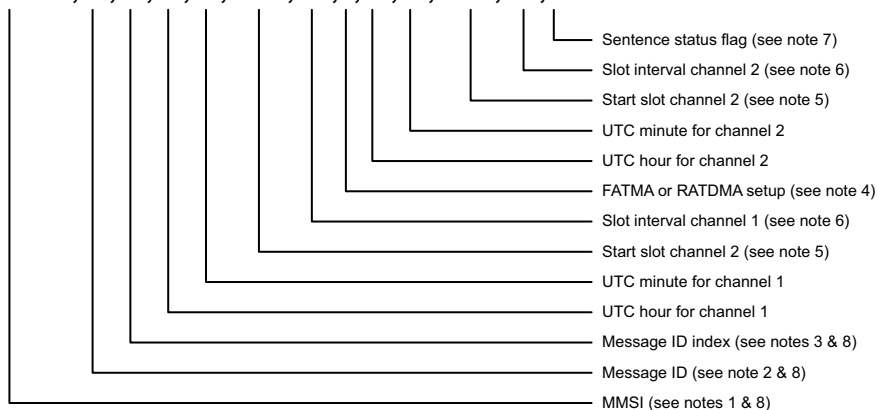 Sentence status flag (see note 7)
Slot interval channel 2 (see note 6)
Start slot channel 2 (see note 5)
UTC minute for channel 2
UTC hour for channel 2
FATMA or RATDMA setup (see note 4)
Slot interval channel 1 (see note 6)
Start slot channel 2 (see note 5)
UTC minute for channel 1
UTC hour for channel 1
Message ID index (see notes 3 & 8)
Message ID (see note 2 & 8)
MMSI (see notes 1 & 8)